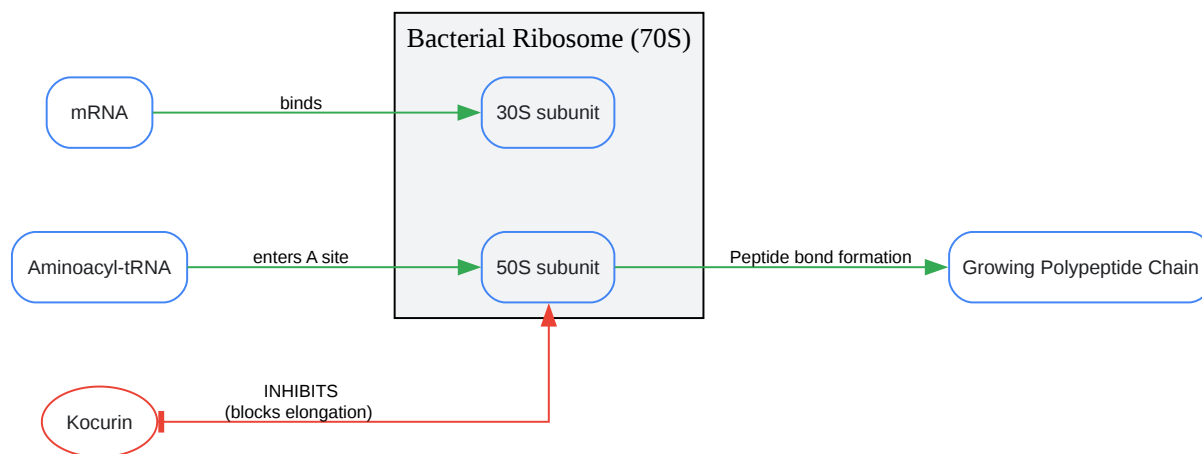 Bacterial Ribosome (70S)
mRNA
binds
30S subunit
Aminoacyl-tRNA
enters A site
50S subunit
Peptide bond formation
Growing Polypeptide Chain
Kocurin
INHIBITS
(blocks elongation)